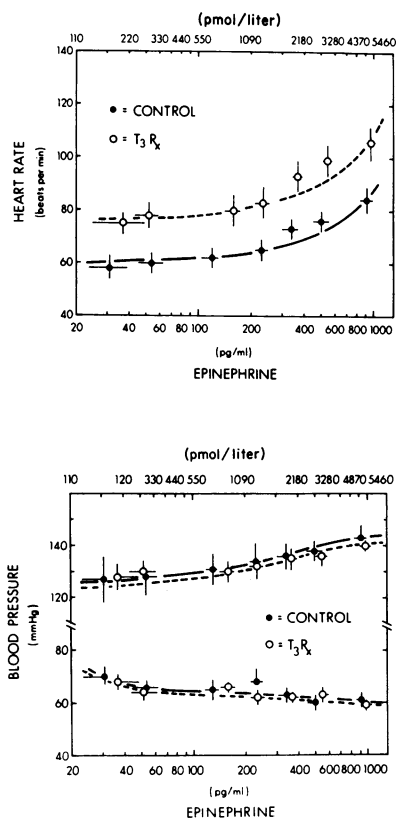 (pmol/liter)
110 220 330 440 550 1090 2180 3280 4370 5460
140
120
100
80
60
40
HEART RATE
(beats per min)
● = CONTROL
○ = T₃ Rₓ
20 40 60 80 100 200 400 600 1000
(pg/ml)
EPINEPHRINE
(pmol/liter)
110 120 330 440 550 1090 2180 3280 4870 5460
140
120
80
60
40
BLOOD PRESSURE
(mmHg)
● = CONTROL
○ = T₃Rₓ
20 40 60 80 100 200 400 600 800 1000
(pg/ml)
EPINEPHRINE